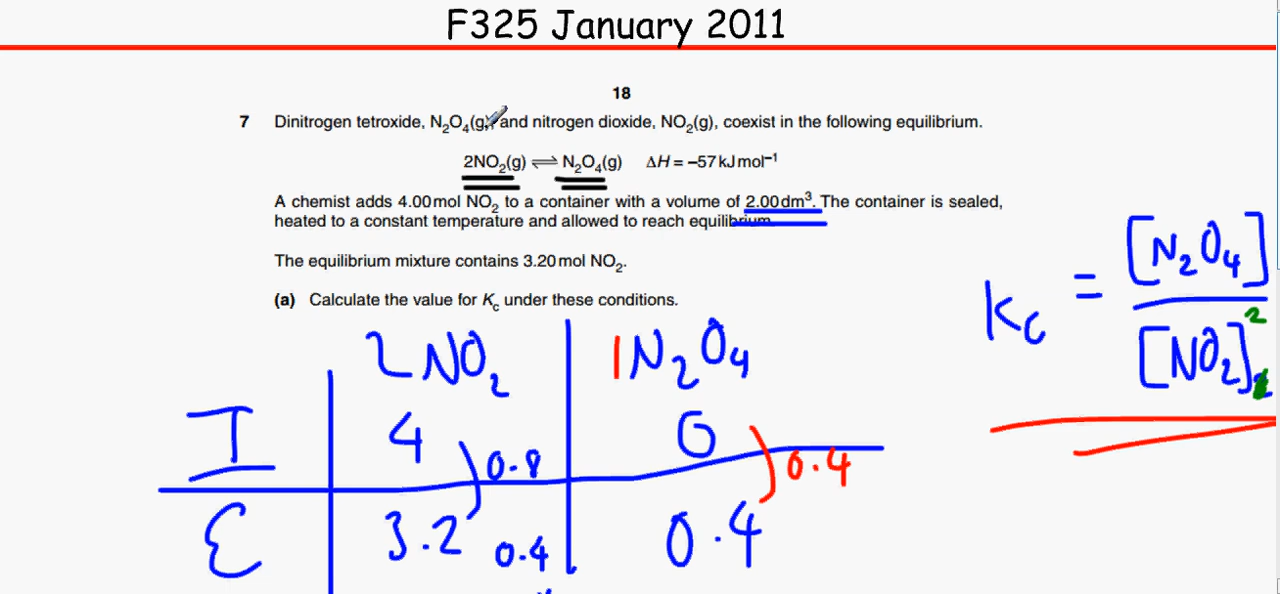 F325 January 2011
18
7 Dinitrogen tetroxide, N₂O₄(g), and nitrogen dioxide, NO₂(g), coexist in the following equilibrium.
2NO₂(g) ⇌ N₂O₄(g) ΔH = –57 kJ mol⁻¹
A chemist adds 4.00 mol NO₂ to a container with a volume of 2.00 dm³. The container is sealed,
heated to a constant temperature and allowed to reach equilibrium.
The equilibrium mixture contains 3.20 mol NO₂.
(a) Calculate the value for Kc under these conditions.
Kc = [N₂O₄] / [NO₂]²
2NO₂ 1N₂O₄
I 4 0.8 0 0.4
E 3.2 0.4 0.4